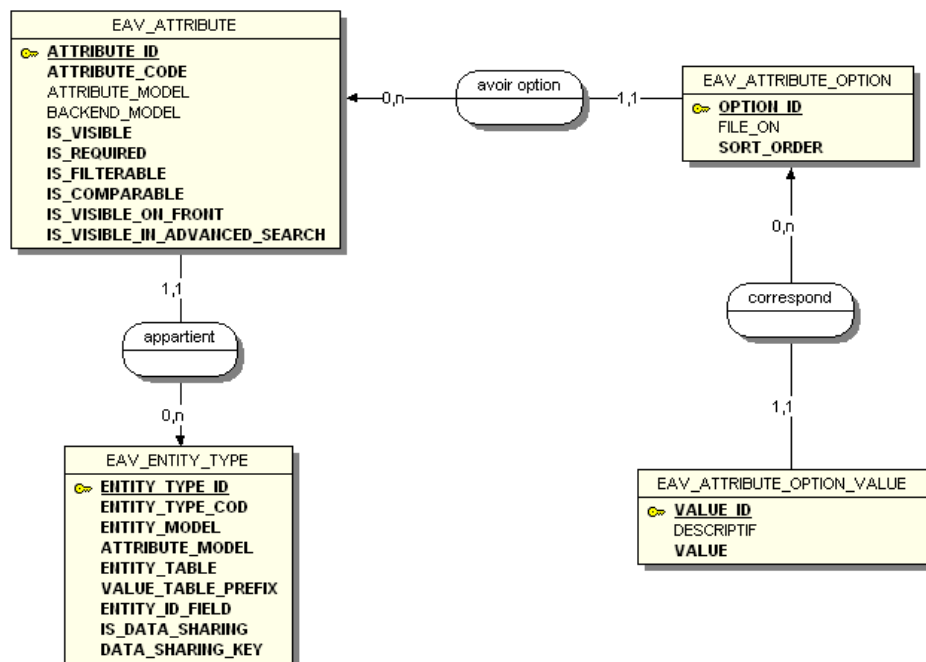 EAV_ATTRIBUTE
ATTRIBUTE_ID
ATTRIBUTE_CODE
ATTRIBUTE_MODEL
BACKEND_MODEL
IS_VISIBLE
IS_REQUIRED
IS_FILTERABLE
IS_COMPARABLE
IS_VISIBLE_ON_FRONT
IS_VISIBLE_IN_ADVANCED_SEARCH
0,n
avoir option
1,1
EAV_ATTRIBUTE_OPTION
OPTION_ID
FILE_ON
SORT_ORDER
1,1
appartient
0,n
0,n
correspond
1,1
EAV_ENTITY_TYPE
ENTITY_TYPE_ID
ENTITY_TYPE_COD
ENTITY_MODEL
ATTRIBUTE_MODEL
ENTITY_TABLE
VALUE_TABLE_PREFIX
ENTITY_ID_FIELD
IS_DATA_SHARING
DATA_SHARING_KEY
EAV_ATTRIBUTE_OPTION_VALUE
VALUE_ID
DESCRIPTIF
VALUE